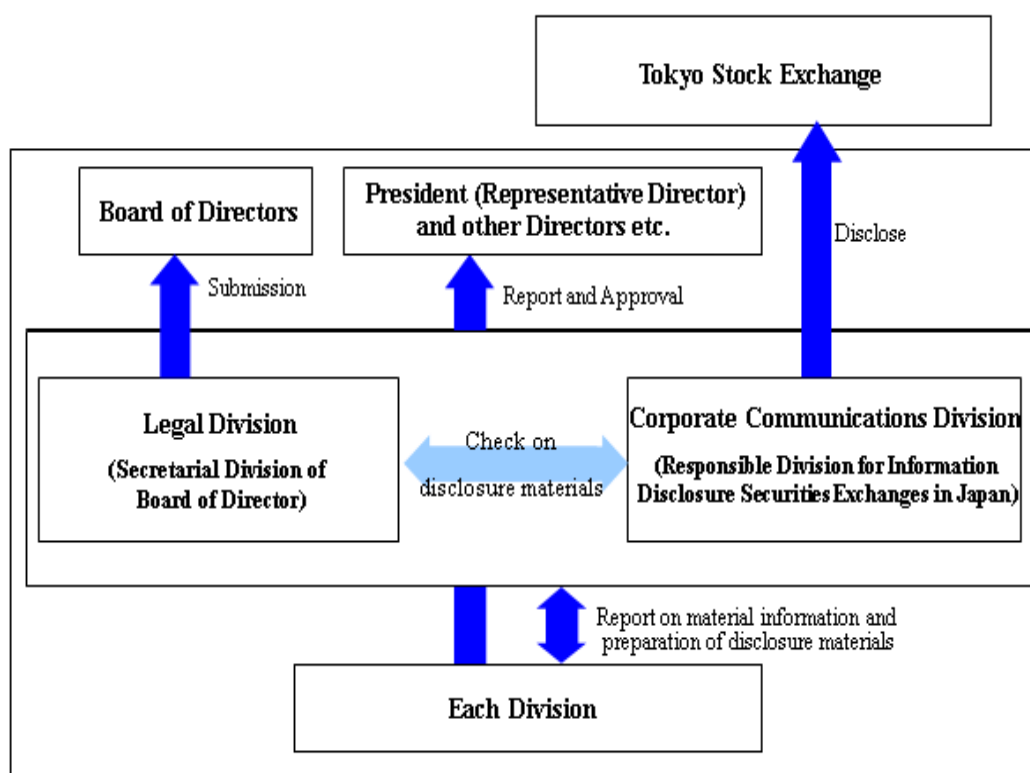 Tokyo Stock Exchange
Board of Directors
President (Representative Director)
and other Directors etc.
Disclose
Submission
Report and Approval
Legal Division
(Secretarial Division of
Board of Director)
Check on
disclosure materials
Corporate Communications Division
(Responsible Division for Information
Disclosure Securities Exchanges in Japan)
Report on material information and
preparation of disclosure materials
Each Division